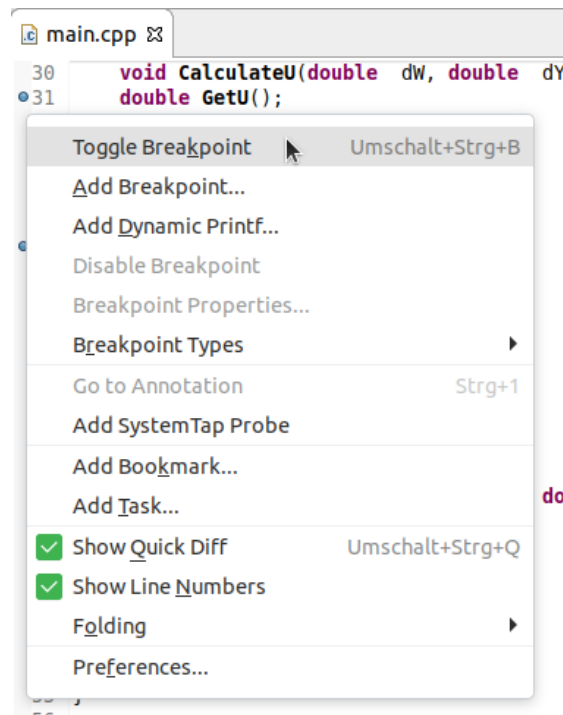 main.cpp
30 void CalculateU(double dW, double dY
31 double GetU();
Toggle Breakpoint Umschalt+Strg+B
Add Breakpoint...
Add Dynamic Printf...
Disable Breakpoint
Breakpoint Properties...
Breakpoint Types
Go to Annotation Strg+1
Add SystemTap Probe
Add Bookmark...
do
Add Task...
Show Quick Diff Umschalt+Strg+Q
Show Line Numbers
Folding
Preferences...